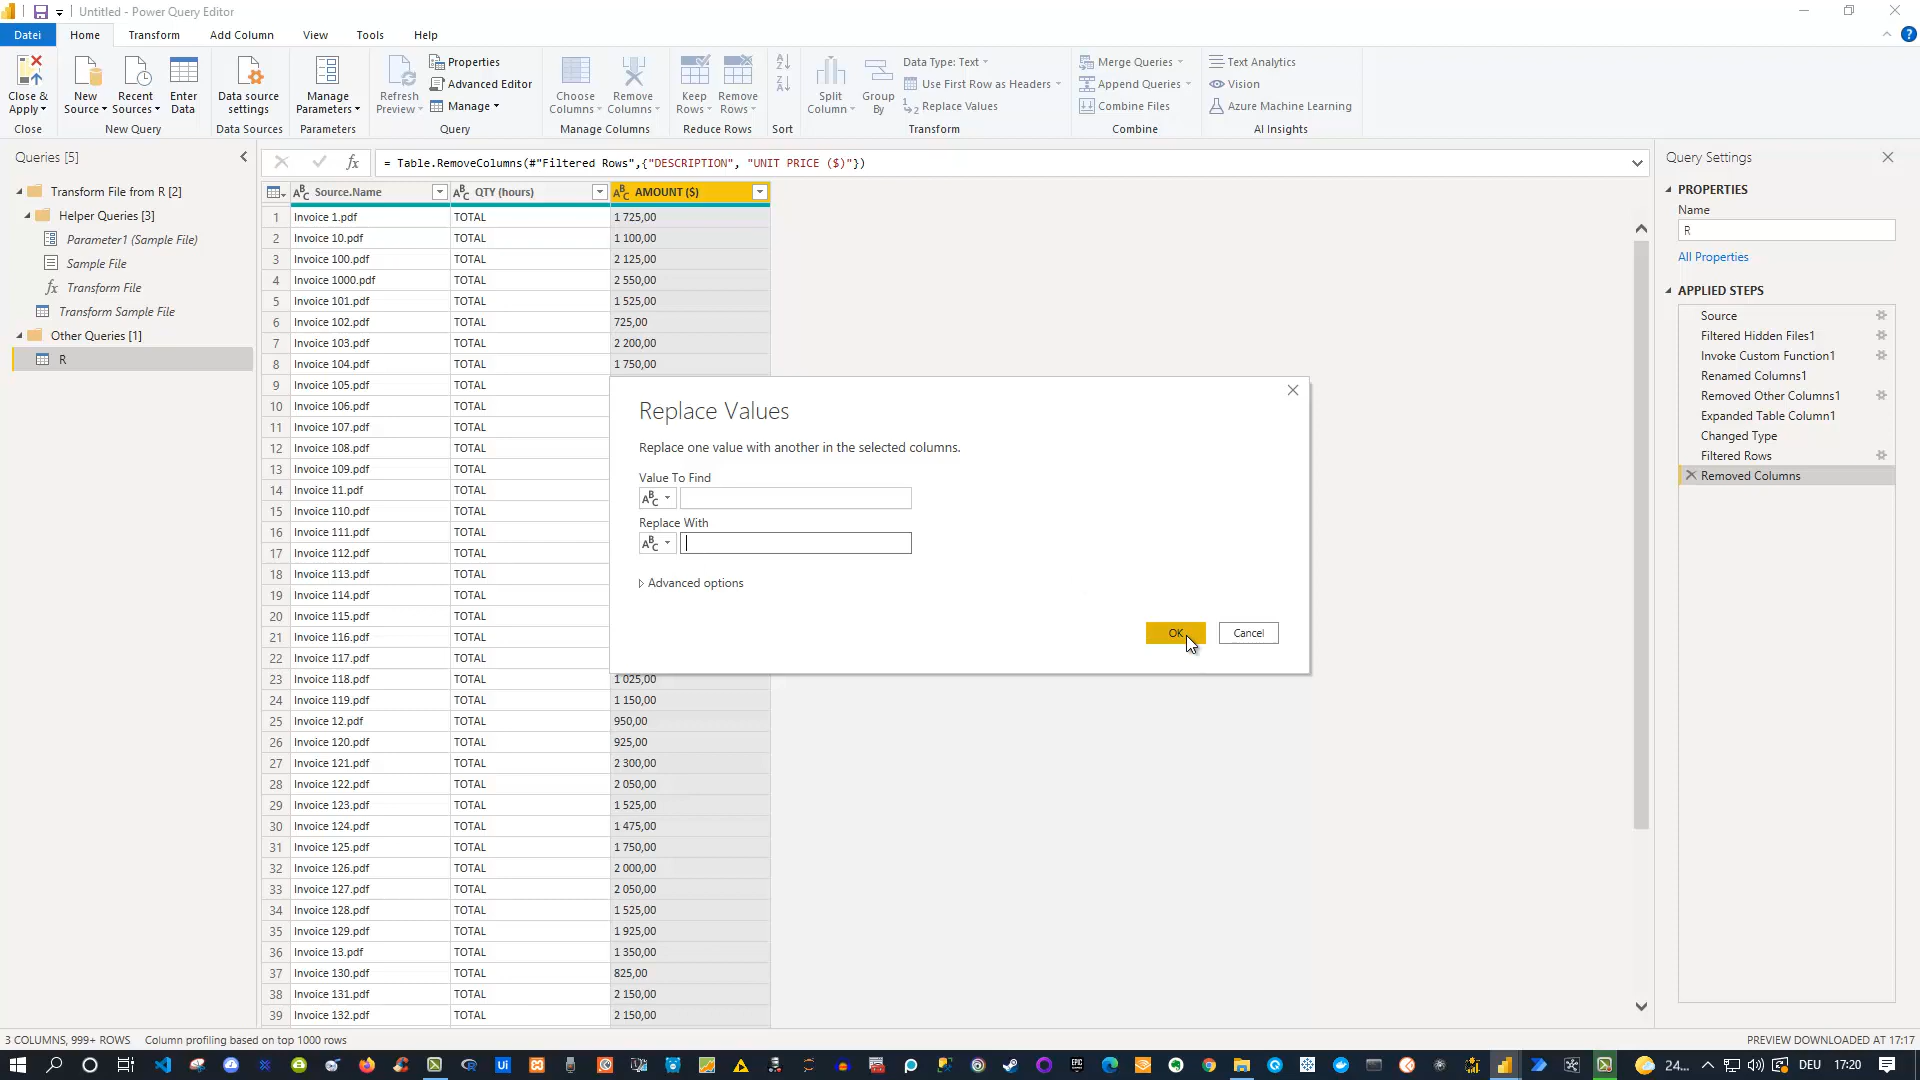 Untitled - Power Query Editor
Datei Home Transform Add Column View Tools Help
Close & Apply
New Source
Recent Sources
Enter Data
Data source settings
Manage Parameters
Refresh Preview
Properties
Advanced Editor
Manage
Choose Columns
Remove Columns
Keep Rows
Remove Rows
Split Column
Group By
Data Type: Text
Use First Row as Headers
Replace Values
Merge Queries
Append Queries
Combine Files
Text Analytics
Vision
Azure Machine Learning
Close New Query Data Sources Parameters Query Manage Columns Reduce Rows Sort Transform Combine AI Insights
Queries [5]
Transform File from R [2]
Helper Queries [3]
Parameter1 (Sample File)
Sample File
Transform File
Transform Sample File
Other Queries [1]
R
= Table.RemoveColumns(#"Filtered Rows",{"DESCRIPTION", "UNIT PRICE ($)"})
Source.Name QTY (hours) AMOUNT ($)
1 Invoice 1.pdf TOTAL 1 725,00
2 Invoice 10.pdf TOTAL 1 100,00
3 Invoice 100.pdf TOTAL 2 125,00
4 Invoice 1000.pdf TOTAL 2 550,00
5 Invoice 101.pdf TOTAL 1 525,00
6 Invoice 102.pdf TOTAL 725,00
7 Invoice 103.pdf TOTAL 2 200,00
8 Invoice 104.pdf TOTAL 1 750,00
9 Invoice 105.pdf TOTAL
10 Invoice 106.pdf TOTAL
11 Invoice 107.pdf TOTAL
12 Invoice 108.pdf TOTAL
13 Invoice 109.pdf TOTAL
14 Invoice 11.pdf TOTAL
15 Invoice 110.pdf TOTAL
16 Invoice 111.pdf TOTAL
17 Invoice 112.pdf TOTAL
18 Invoice 113.pdf TOTAL
19 Invoice 114.pdf TOTAL
20 Invoice 115.pdf TOTAL
21 Invoice 116.pdf TOTAL
22 Invoice 117.pdf TOTAL
23 Invoice 118.pdf TOTAL 1 025,00
24 Invoice 119.pdf TOTAL 1 150,00
25 Invoice 12.pdf TOTAL 950,00
26 Invoice 120.pdf TOTAL 925,00
27 Invoice 121.pdf TOTAL 2 300,00
28 Invoice 122.pdf TOTAL 2 050,00
29 Invoice 123.pdf TOTAL 1 525,00
30 Invoice 124.pdf TOTAL 1 475,00
31 Invoice 125.pdf TOTAL 1 750,00
32 Invoice 126.pdf TOTAL 2 000,00
33 Invoice 127.pdf TOTAL 2 050,00
34 Invoice 128.pdf TOTAL 1 525,00
35 Invoice 129.pdf TOTAL 1 925,00
36 Invoice 13.pdf TOTAL 1 350,00
37 Invoice 130.pdf TOTAL 825,00
38 Invoice 131.pdf TOTAL 2 150,00
39 Invoice 132.pdf TOTAL 2 150,00
Replace Values
Replace one value with another in the selected columns.
Value To Find
Replace With
Advanced options
OK Cancel
Query Settings
PROPERTIES
Name
R
All Properties
APPLIED STEPS
Source
Filtered Hidden Files1
Invoke Custom Function1
Renamed Columns1
Removed Other Columns1
Expanded Table Column1
Changed Type
Filtered Rows
Removed Columns
3 COLUMNS, 999+ ROWS Column profiling based on top 1000 rows PREVIEW DOWNLOADED AT 17:17
24... DEU 17:20